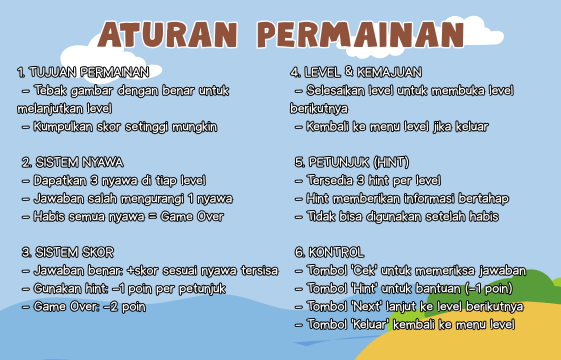 ATURAN PERMAINAN
1. TUJUAN PERMAINAN
- Tebak gambar dengan benar untuk
melanjutkan level
- Kumpulkan skor setinggi mungkin
2. SISTEM NYAWA
- Dapatkan 3 nyawa di tiap level
- Jawaban salah mengurangi 1 nyawa
- Habis semua nyawa = Game Over
3. SISTEM SKOR
- Jawaban benar: +skor sesuai nyawa tersisa
- Gunakan hint: -1 poin per petunjuk
- Game Over: -2 poin
4. LEVEL & KEMAJUAN
- Selesaikan level untuk membuka level
berikutnya
- Kembali ke menu level jika keluar
5. PETUNJUK (HINT)
- Tersedia 3 hint per level
- Hint memberikan informasi bertahap
- Tidak bisa digunakan setelah habis
6. KONTROL
- Tombol 'Cek' untuk memeriksa jawaban
- Tombol 'Hint' untuk bantuan (-1 poin)
- Tombol 'Next' lanjut ke level berikutnya
- Tombol 'Keluar' kembali ke menu level